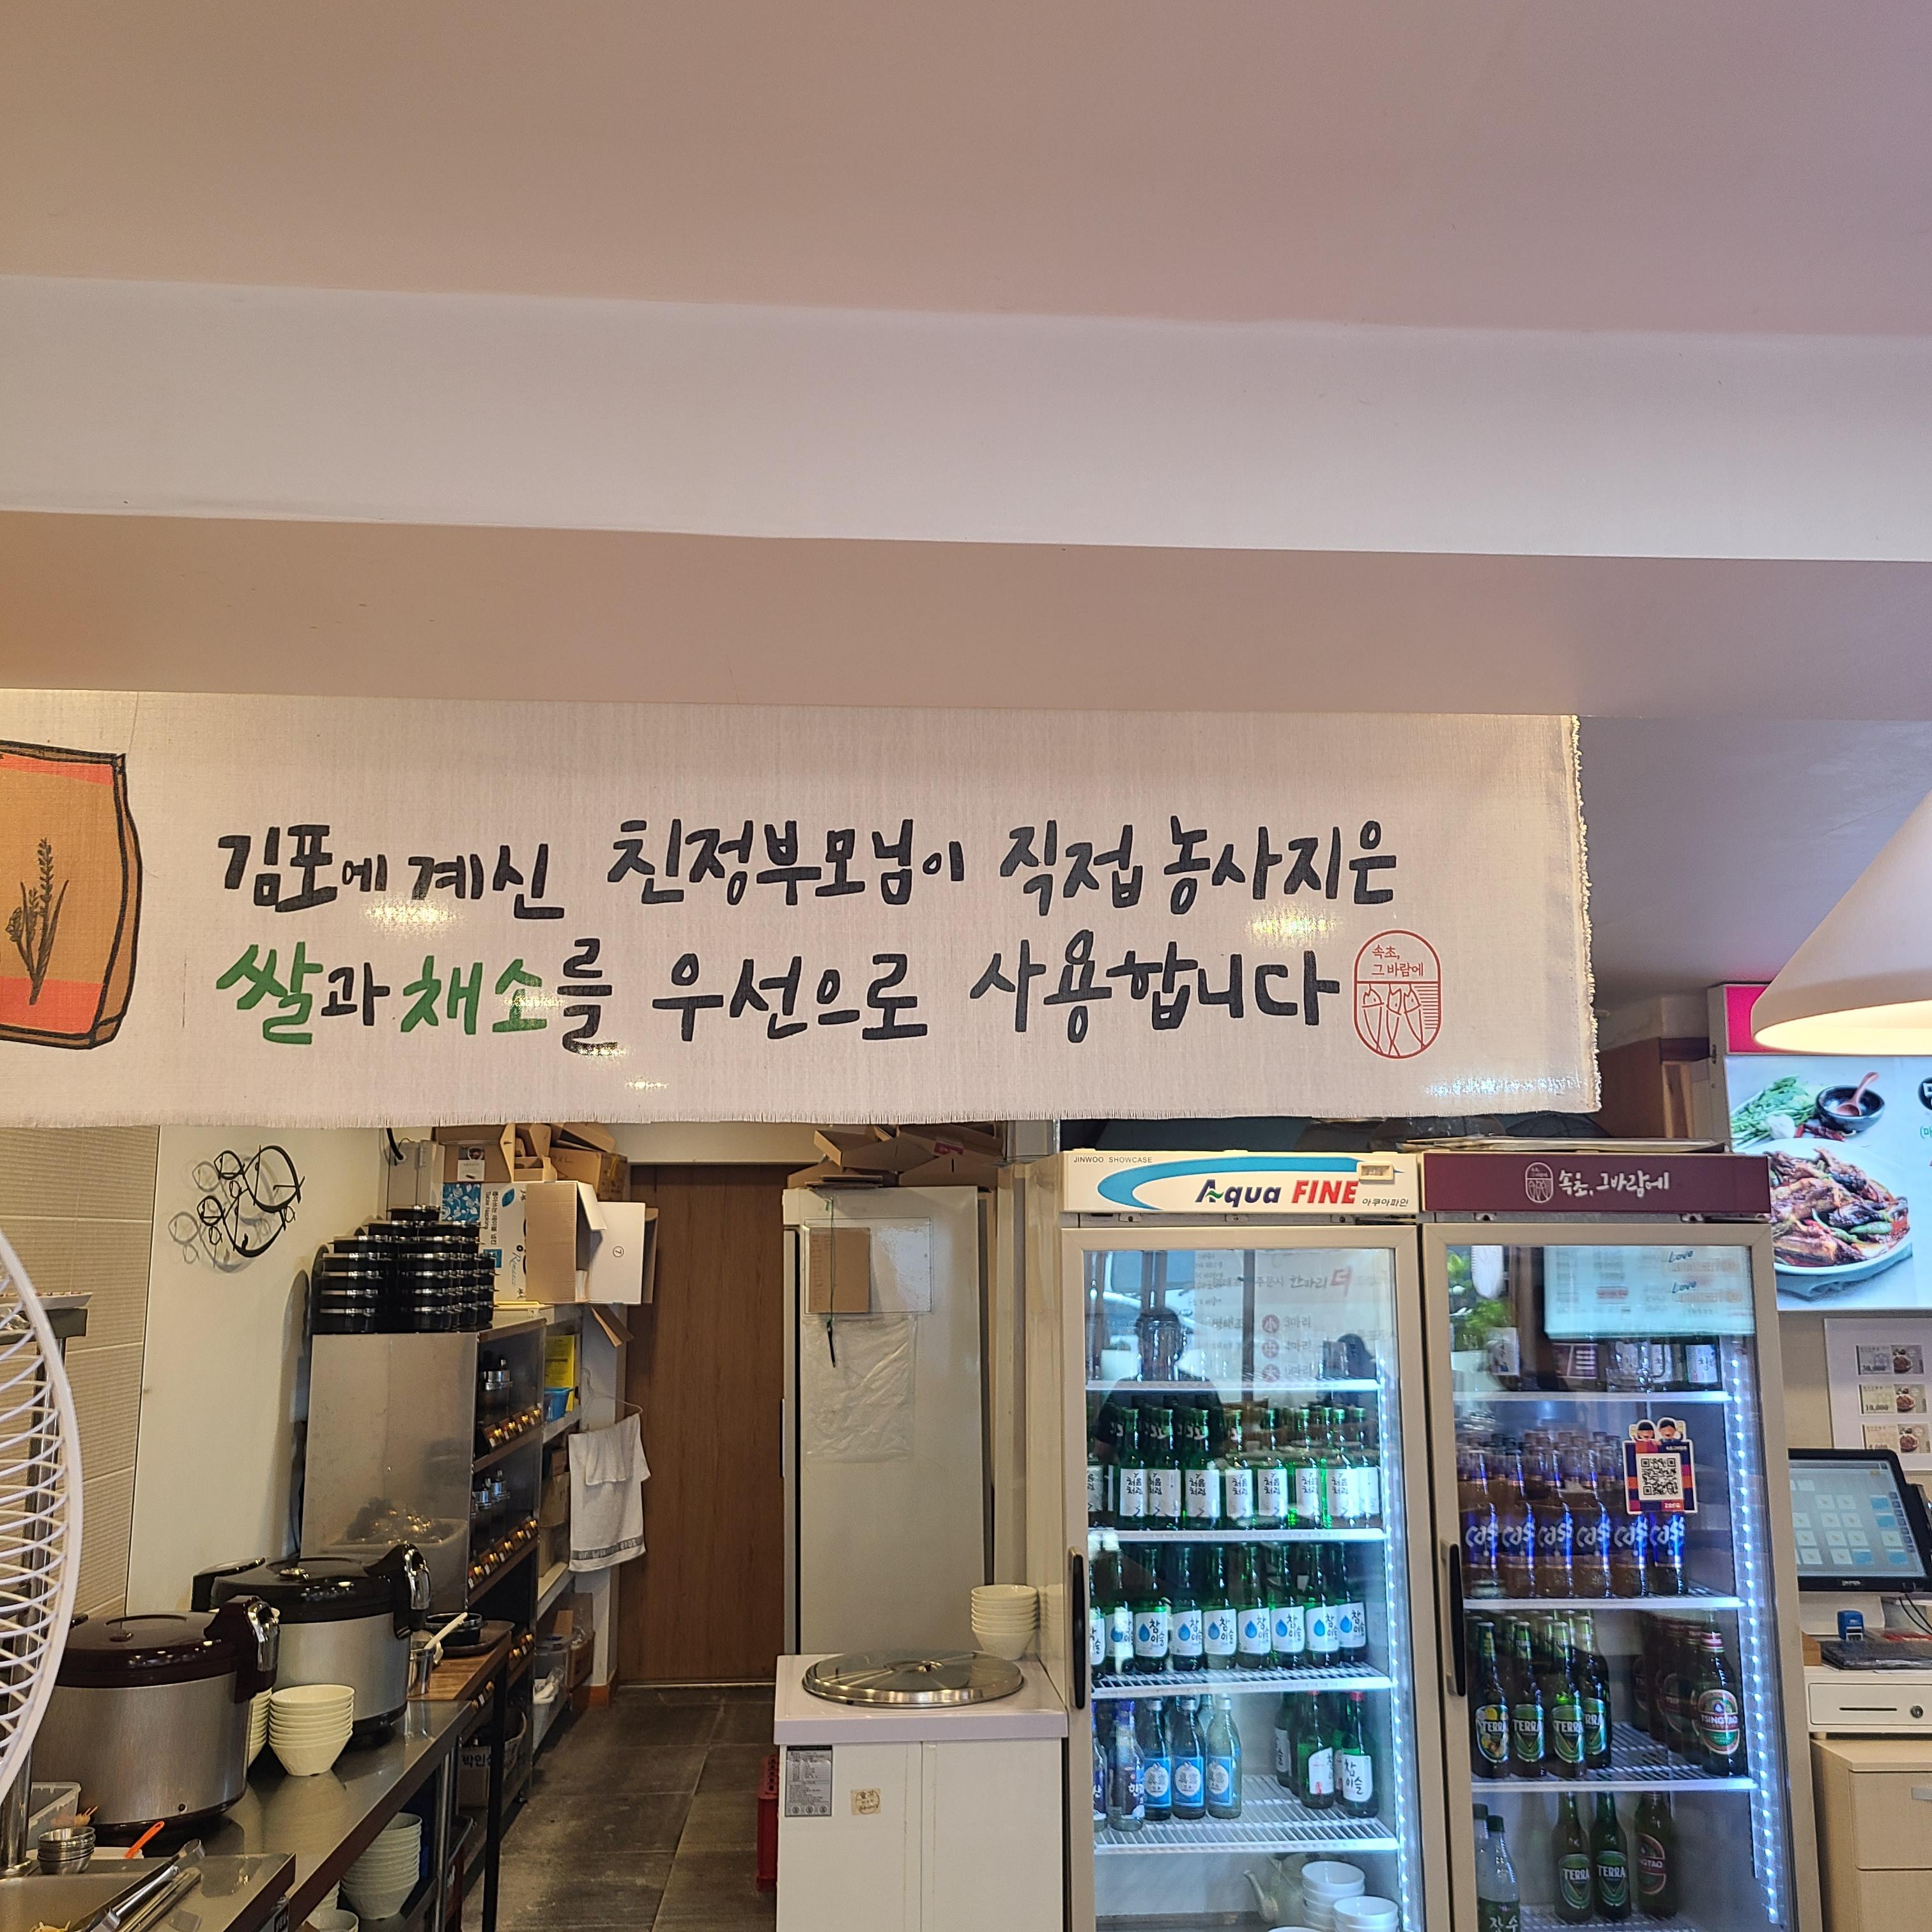 김포에 계신 친정부모님이 직접 농사지은
쌀과 채소를 우선으로 사용합니다
속초,
그 바람에
JINWOO SHOWCASE
Aqua FINE
아쿠아파인
속초, 그 바람에
처음처럼
참이슬
Cass
TERRA
TSINGTAO